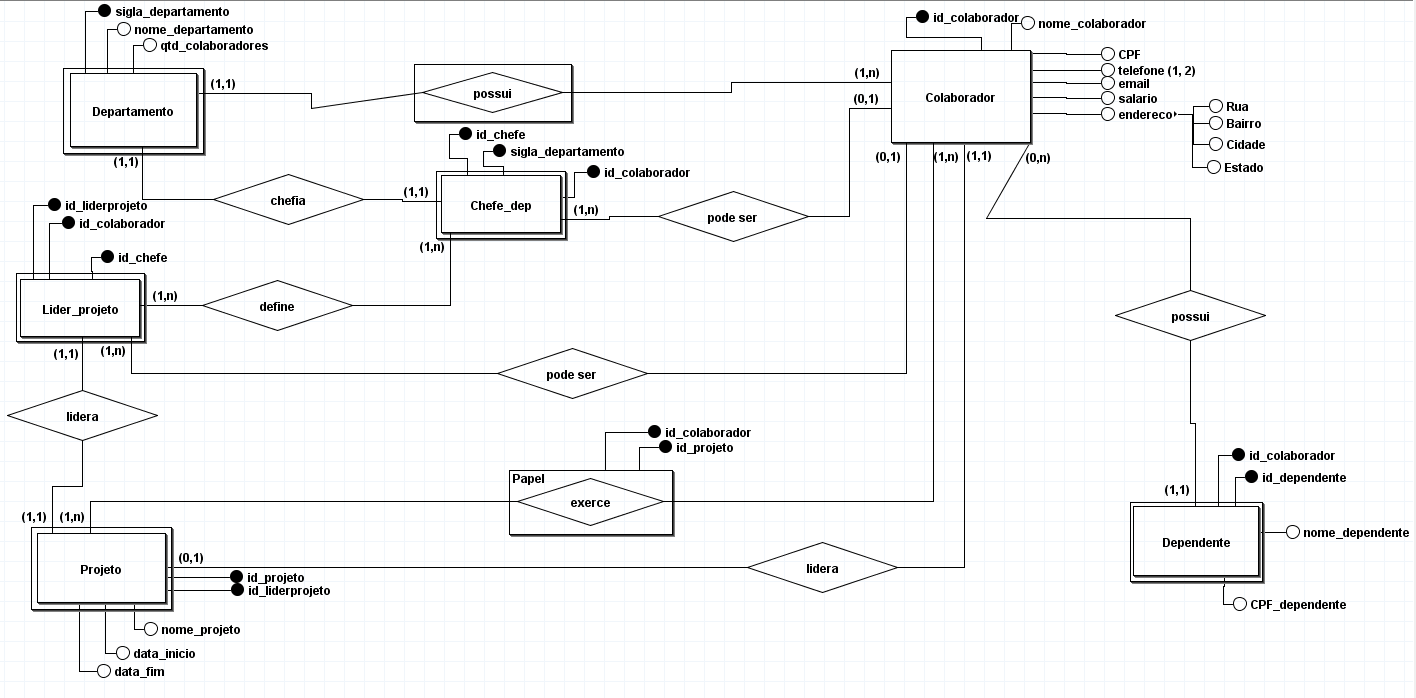 sigla_departamento
nome_departamento
qtd_colaboradores
Departamento
(1,1)
(1,1)
possui
id_colaborador
nome_colaborador
(1,n)
(0,1)
Colaborador
CPF
telefone (1, 2)
email
salario
endereco
Rua
Bairro
Cidade
Estado
(0,1)
(1,n)
(1,1)
(0,n)
chefia
id_chefe
sigla_departamento
id_colaborador
(1,1)
Chefe_dep
(1,n)
(1,n)
pode ser
id_liderprojeto
id_colaborador
id_chefe
Lider_projeto
(1,n)
(1,1)
(1,n)
define
possui
pode ser
lidera
id_colaborador
id_projeto
Papel
exerce
(1,1)
(1,n)
Projeto
(0,1)
id_projeto
id_liderprojeto
nome_projeto
data_inicio
data_fim
lidera
id_colaborador
id_dependente
(1,1)
Dependente
nome_dependente
CPF_dependente